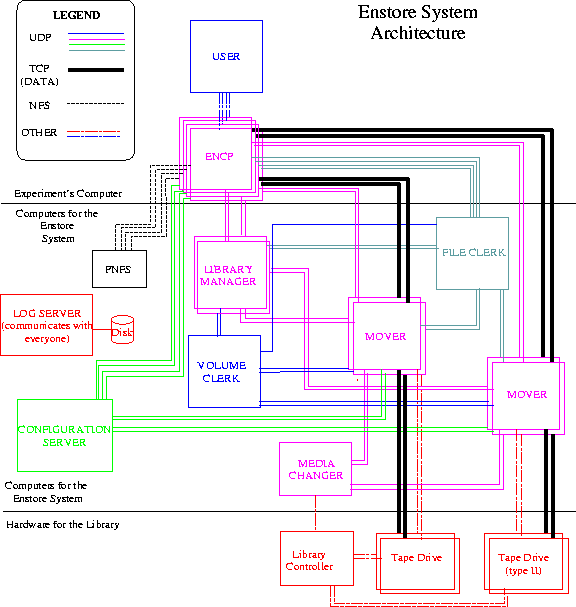 Enstore System
Architecture
LEGEND
UDP
TCP
(DATA)
NFS
OTHER
USER
ENCP
Experiment's Computer
Computers for the
Enstore
System
PNFS
LIBRARY
MANAGER
FILE CLERK
LOG SERVER
(communicates with
everyone)
Disk
MOVER
VOLUME
CLERK
MOVER
CONFIGURATION
SERVER
MEDIA
CHANGER
Computers for the
Enstore System
Hardware for the Library
Library
Controller
Tape Drive
Tape Drive
(type II)